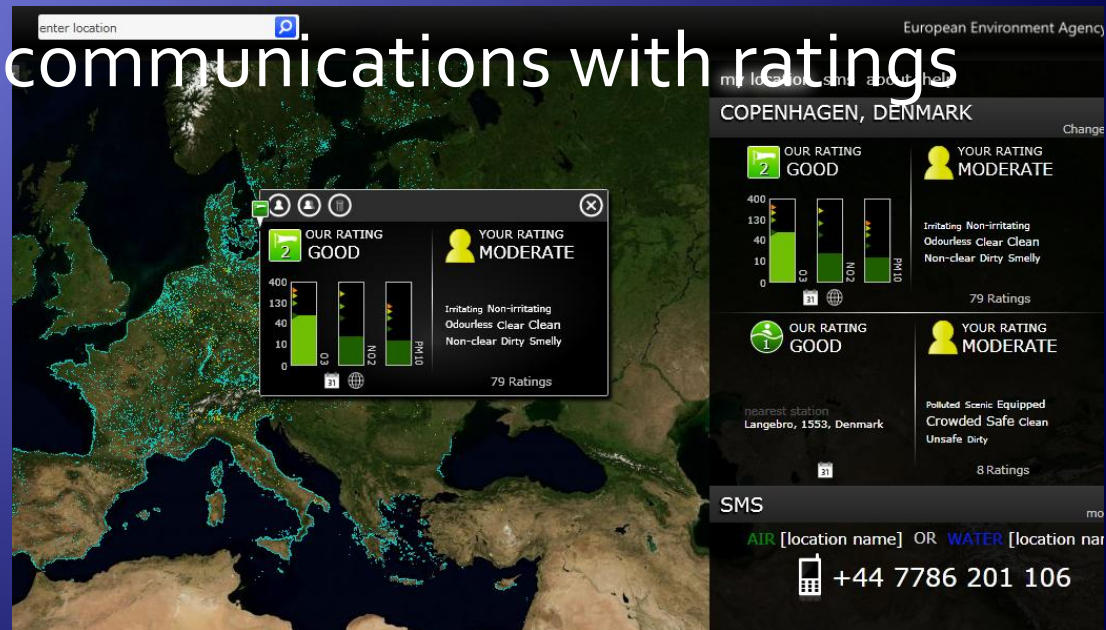 enter location
European Environment Agency
communications with ratings
my location sms about help
COPENHAGEN, DENMARK
Change
OUR RATING
2 GOOD
YOUR RATING
MODERATE
400
130
40
10
0
O3
NO2
PM10
Irritating Non-irritating
Odourless Clear Clean
Non-clear Dirty Smelly
31
79 Ratings
OUR RATING
1 GOOD
YOUR RATING
MODERATE
nearest station
Langebro, 1553, Denmark
Polluted Scenic Equipped
Crowded Safe Clean
Unsafe Dirty
31
8 Ratings
OUR RATING
2 GOOD
YOUR RATING
MODERATE
400
130
40
10
0
O3
NO2
PM10
Irritating Non-irritating
Odourless Clear Clean
Non-clear Dirty Smelly
31
79 Ratings
SMS
mo
AIR [location name] OR WATER [location nar
+44 7786 201 106